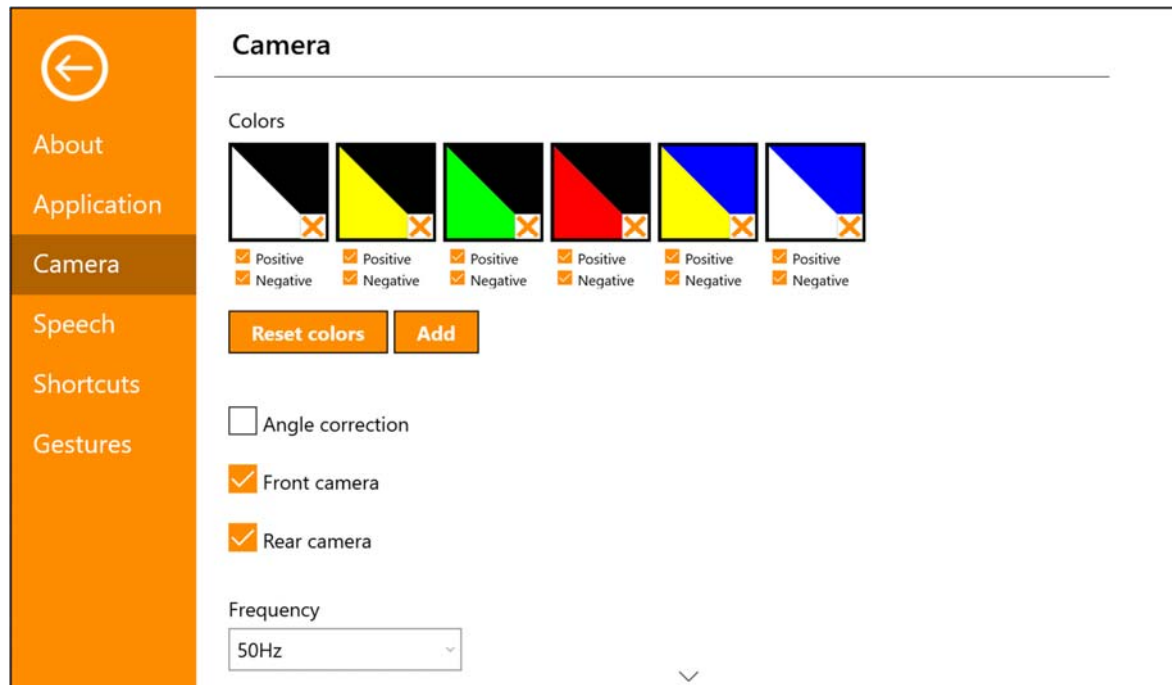 Camera
About
Application
Camera
Speech
Shortcuts
Gestures
Colors
Positive Positive Positive Positive Positive Positive
Negative Negative Negative Negative Negative Negative
Reset colors Add
Angle correction
Front camera
Rear camera
Frequency
50Hz